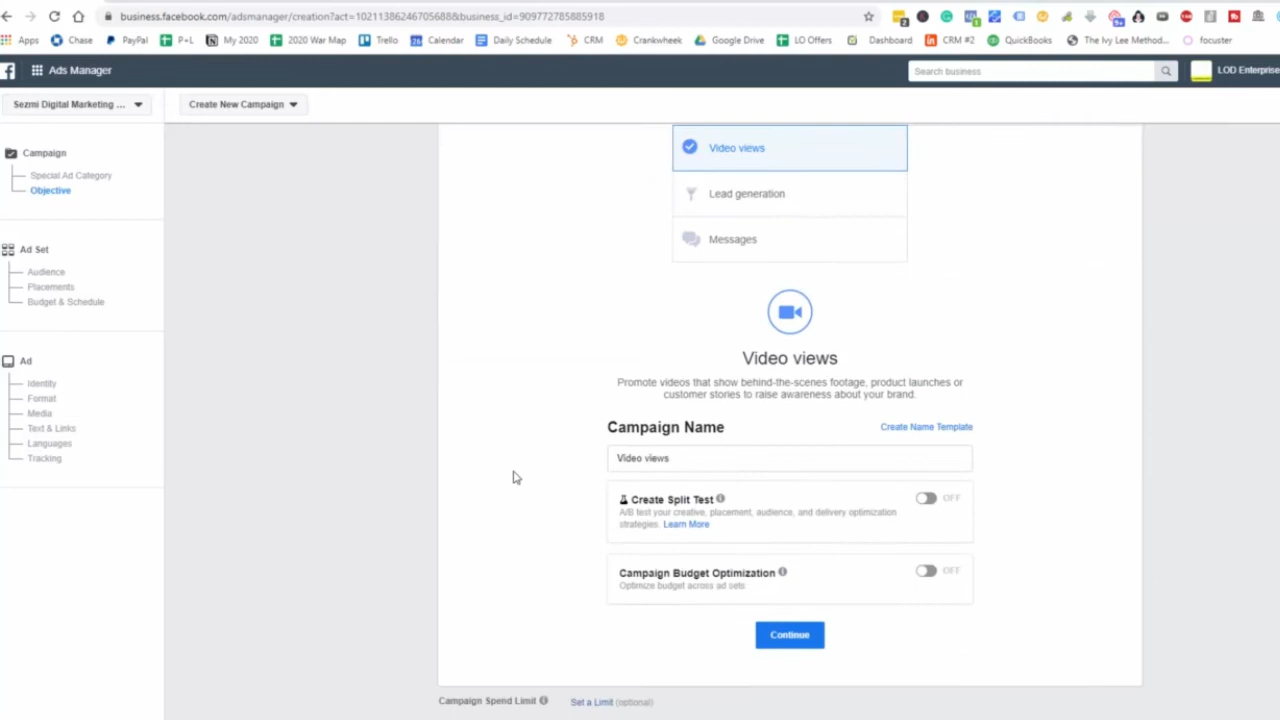 business.facebook.com/adsmanager/creation?act=10211386246705688&business_id=909772785885918
Apps Chase PayPal P+L My 2020 2020 War Map Trello Calendar Daily Schedule CRM Crankwheek Google Drive LO Offers Dashboard CRM #2 QuickBooks The Ivy Lee Method... focuster
Ads Manager Search business LOD Enterprise
Sezmi Digital Marketing ... Create New Campaign
Campaign
Special Ad Category
Objective
Ad Set
Audience
Placements
Budget & Schedule
Ad
Identity
Format
Media
Text & Links
Languages
Tracking
Video views
Lead generation
Messages
Video views
Promote videos that show behind-the-scenes footage, product launches or
customer stories to raise awareness about your brand.
Campaign Name Create Name Template
Video views
Create Split Test OFF
A/B test your creative, placement, audience, and delivery optimization
strategies. Learn More
Campaign Budget Optimization OFF
Optimize budget across ad sets
Continue
Campaign Spend Limit Set a Limit (optional)